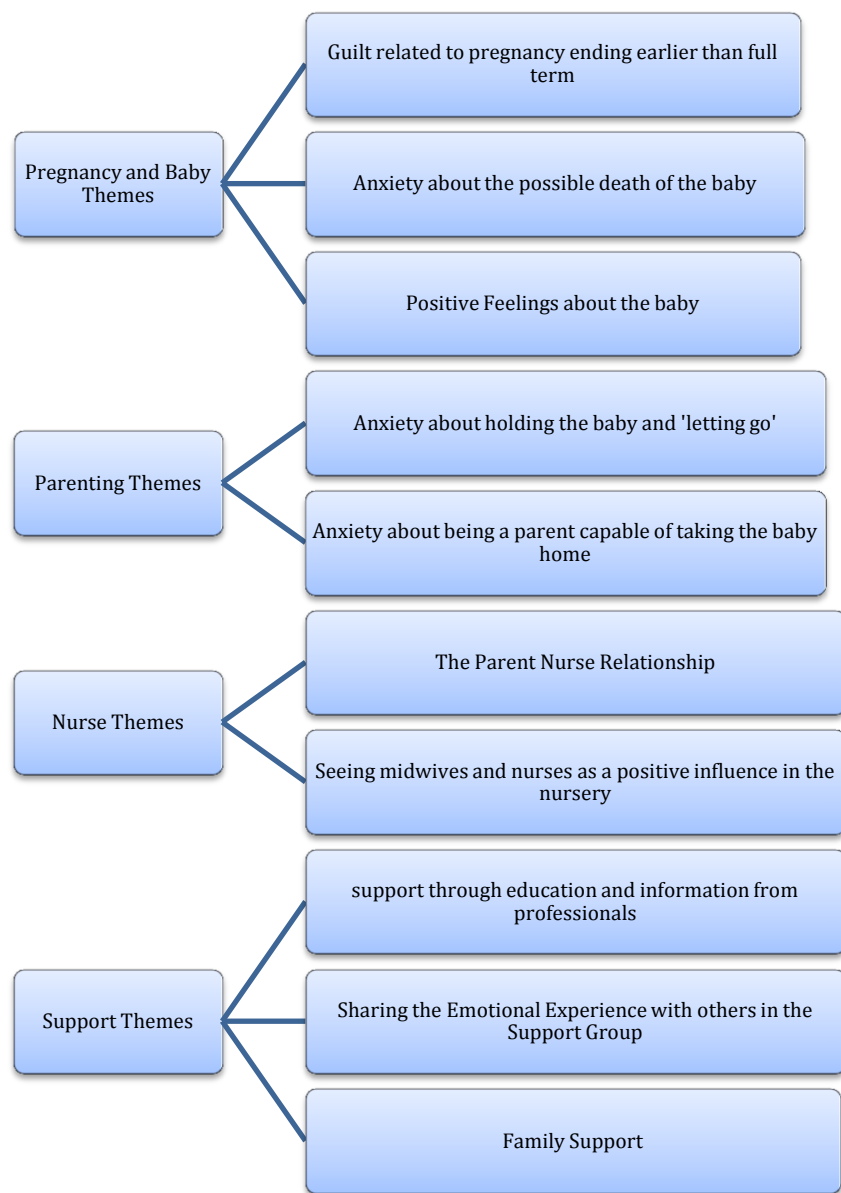 Guilt related to pregnancy ending earlier than full
term
Pregnancy and Baby
Themes
Anxiety about the possible death of the baby
Positive Feelings about the baby
Anxiety about holding the baby and 'letting go'
Parenting Themes
Anxiety about being a parent capable of taking the baby
home
The Parent Nurse Relationship
Nurse Themes
Seeing midwives and nurses as a positive influence in the
nursery
support through education and information from
professionals
Support Themes
Sharing the Emotional Experience with others in the
Support Group
Family Support